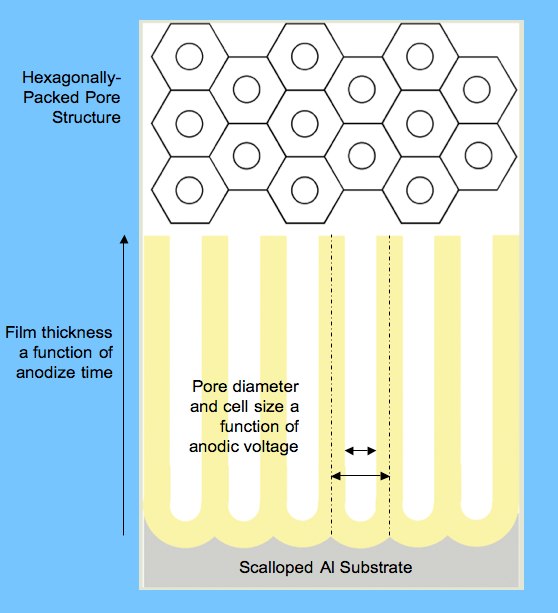 Hexagonally-
Packed Pore
Structure
Film thickness
a function of
anodize time
Pore diameter
and cell size a
function of
anodic voltage
Scalloped Al Substrate